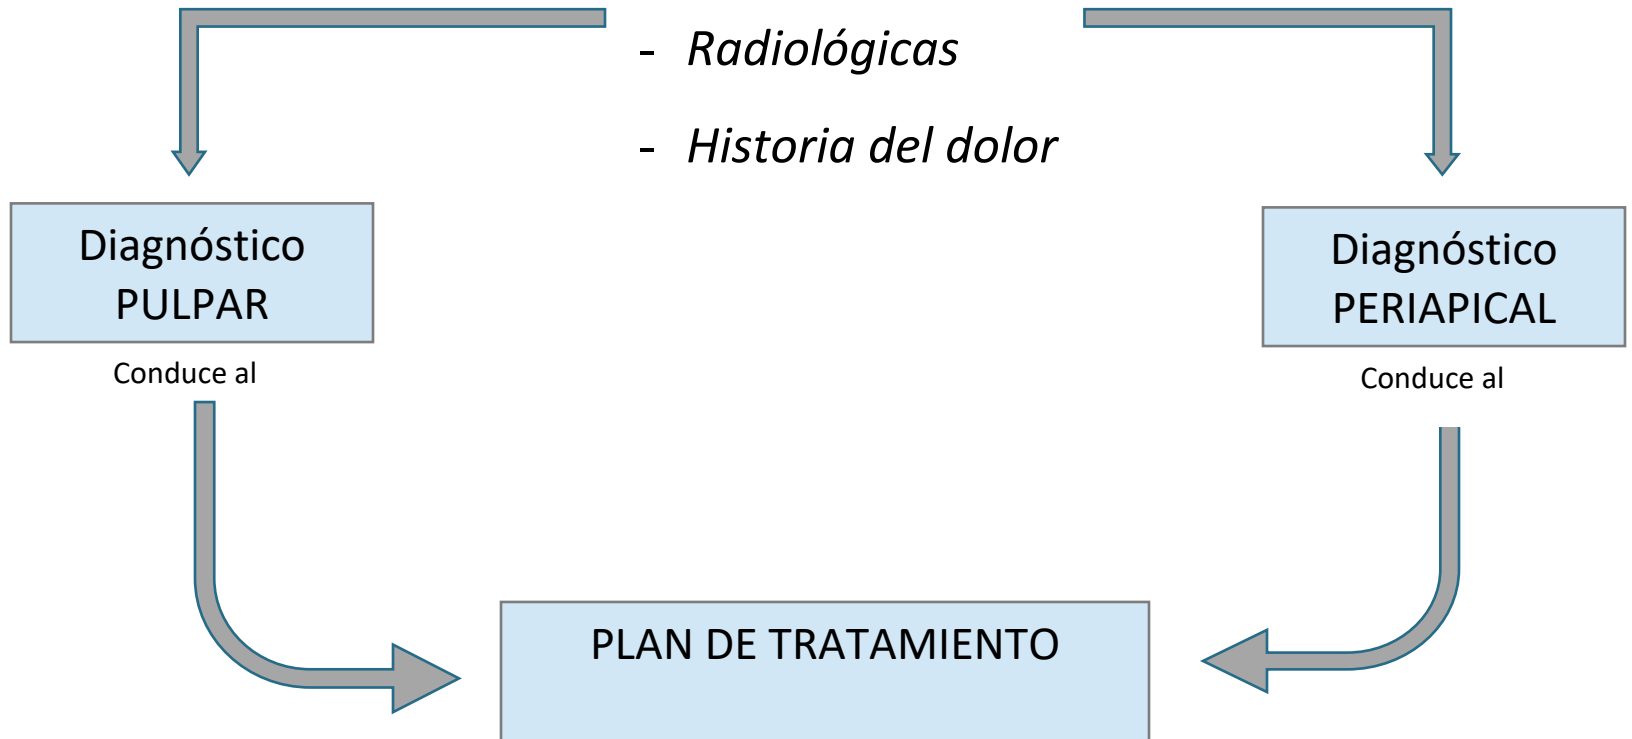 - Radiológicas
- Historia del dolor
Diagnóstico
PULPAR
Conduce al
Diagnóstico
PERIAPICAL
Conduce al
PLAN DE TRATAMIENTO